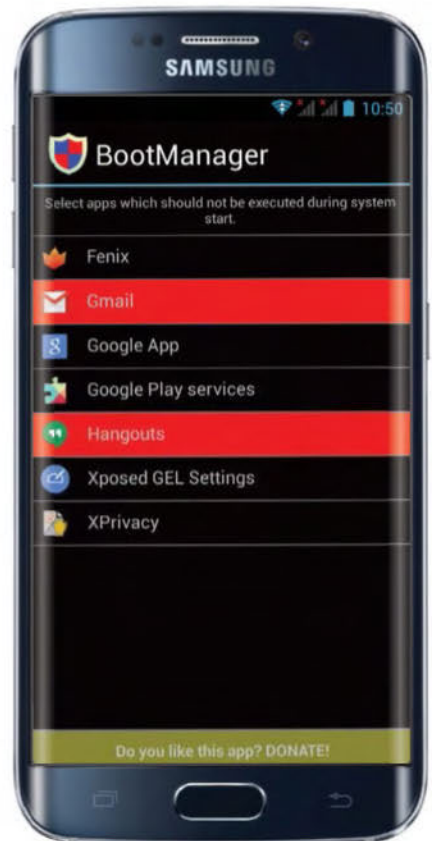 SAMSUNG
10:50
BootManager
Select apps which should not be executed during system
start.
Fenix
Gmail
Google App
Google Play services
Hangouts
Xposed GEL Settings
XPrivacy
Do you like this app? DONATE!